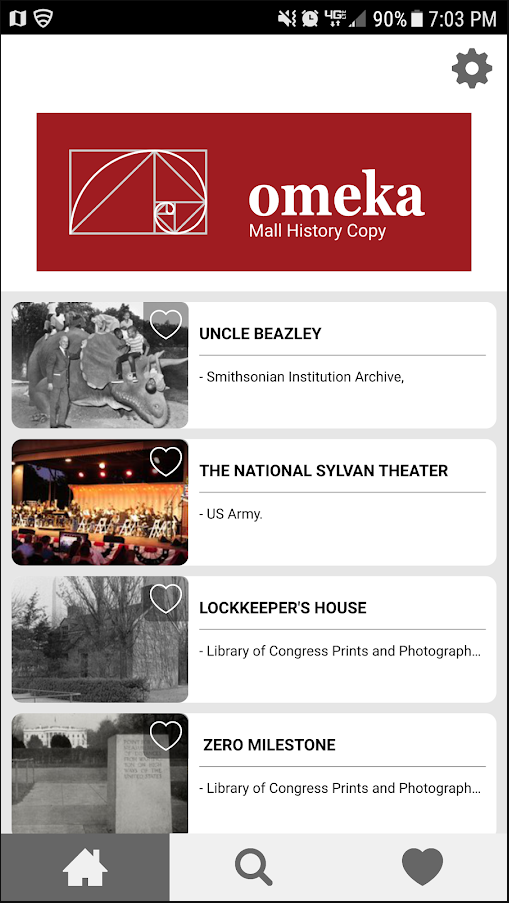 4G 90% 7:03 PM
omeka
Mall History Copy
UNCLE BEAZLEY
- Smithsonian Institution Archive,
THE NATIONAL SYLVAN THEATER
- US Army.
LOCKKEEPER'S HOUSE
- Library of Congress Prints and Photograph...
ZERO MILESTONE
- Library of Congress Prints and Photograph...